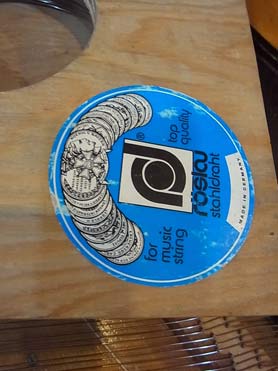 for
music
string
röslau
stahldraht
top
quality
®
MADE IN GERMANY